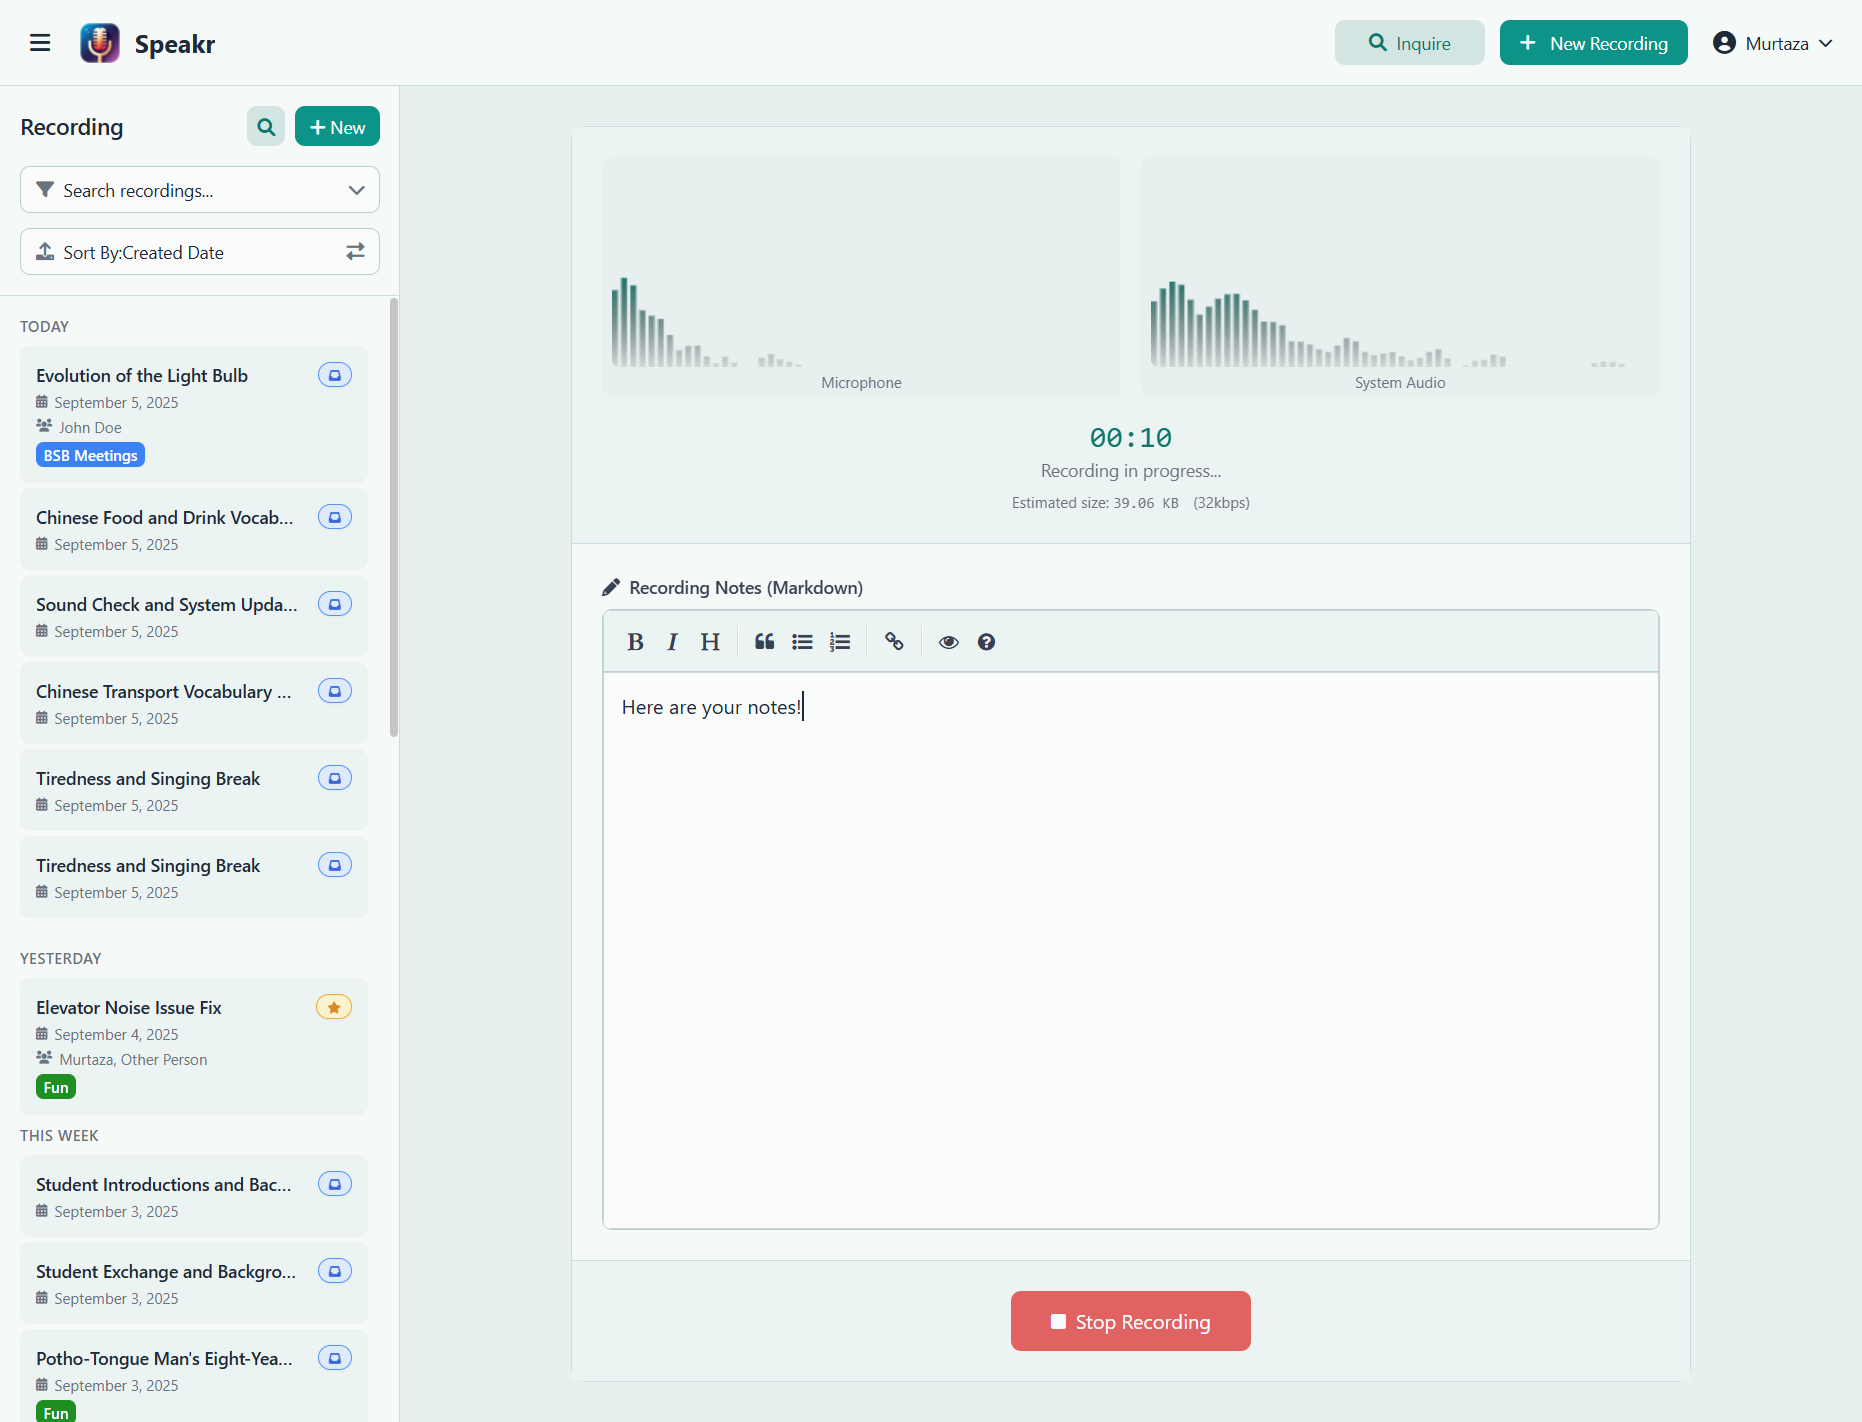 Speakr
Inquire
New Recording
Murtaza
Recording
New
Search recordings...
Sort By:Created Date
TODAY
Evolution of the Light Bulb
September 5, 2025
John Doe
BSB Meetings
Chinese Food and Drink Vocab...
September 5, 2025
Sound Check and System Upda...
September 5, 2025
Chinese Transport Vocabulary ...
September 5, 2025
Tiredness and Singing Break
September 5, 2025
Tiredness and Singing Break
September 5, 2025
YESTERDAY
Elevator Noise Issue Fix
September 4, 2025
Murtaza, Other Person
Fun
THIS WEEK
Student Introductions and Bac...
September 3, 2025
Student Exchange and Backgro...
September 3, 2025
Potho-Tongue Man's Eight-Yea...
September 3, 2025
Fun
Microphone
System Audio
00:10
Recording in progress...
Estimated size: 39.06 KB (32kbps)
Recording Notes (Markdown)
B I H
Here are your notes!
Stop Recording